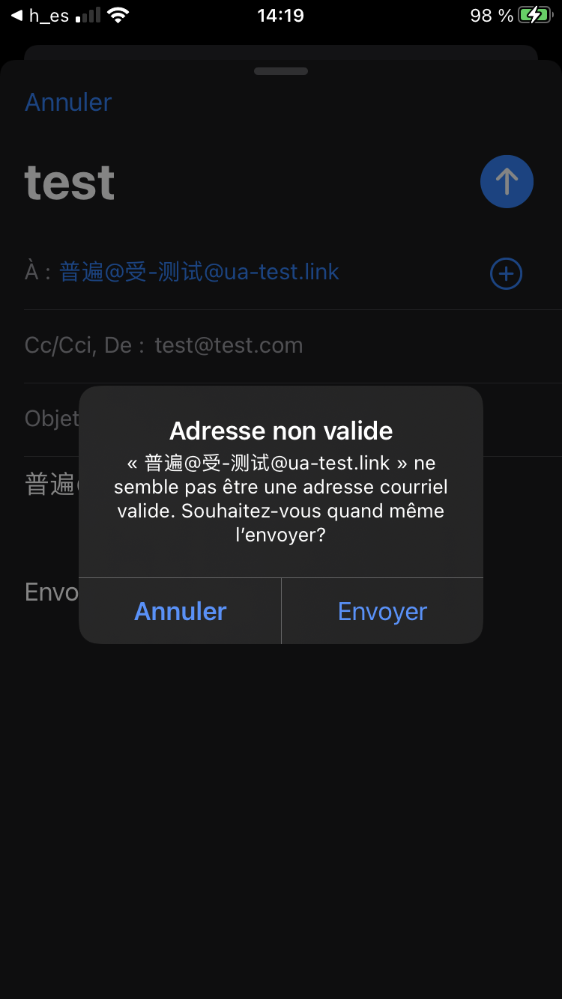 h_es 14:19 98 %
Annuler
test
À : 普遍@受-测试@ua-test.link
Cc/Cci, De : test@test.com
Objet
Adresse non valide
« 普遍@受-测试@ua-test.link » ne
semble pas être une adresse courriel
valide. Souhaitez-vous quand même
l’envoyer?
普遍@
Envo
Annuler Envoyer